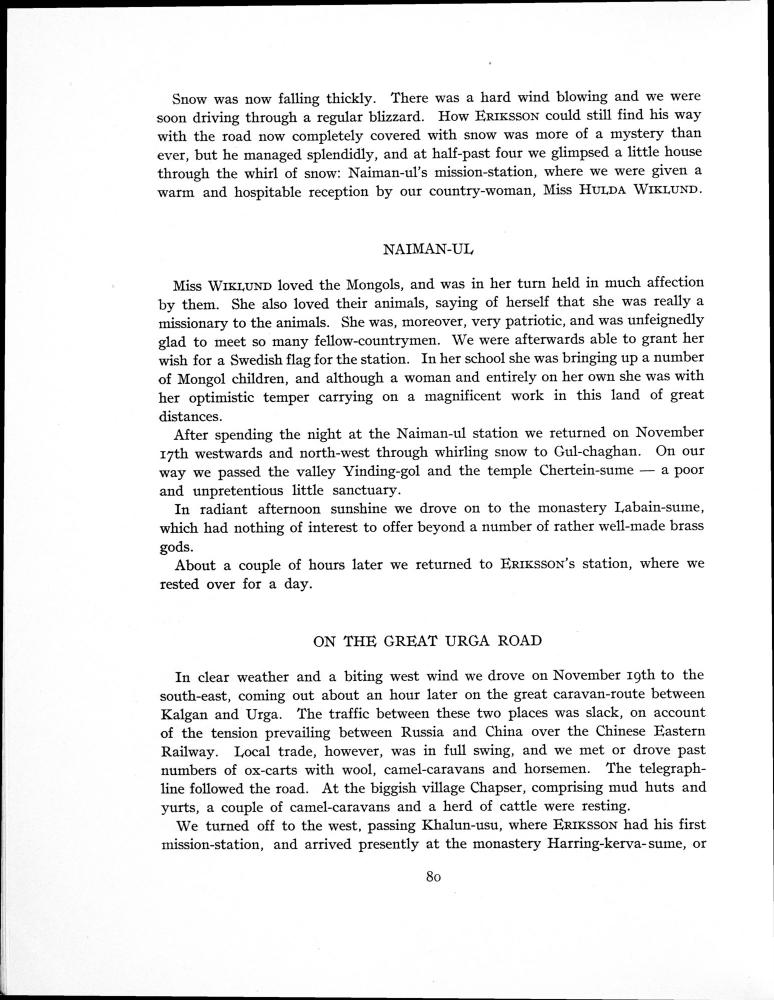 Snow was now falling thickly. There was a hard wind blowing and we were
soon driving through a regular blizzard. How ERIKSSON could still find his way
with the road now completely covered with snow was more of a mystery than
ever, but he managed splendidly, and at half-past four we glimpsed a little house
through the whirl of snow: Naiman-ul's mission-station, where we were given a
warm and hospitable reception by our country-woman, Miss HULDA WIKLUND.
NAIMAN-UL
Miss WIKLUND loved the Mongols, and was in her turn held in much affection
by them. She also loved their animals, saying of herself that she was really a
missionary to the animals. She was, moreover, very patriotic, and was unfeignedly
glad to meet so many fellow-countrymen. We were afterwards able to grant her
wish for a Swedish flag for the station. In her school she was bringing up a number
of Mongol children, and although a woman and entirely on her own she was with
her optimistic temper carrying on a magnificent work in this land of great
distances.
After spending the night at the Naiman-ul station we returned on November
17th westwards and north-west through whirling snow to Gul-chaghan. On our
way we passed the valley Yinding-gol and the temple Chertein-sume — a poor
and unpretentious little sanctuary.
In radiant afternoon sunshine we drove on to the monastery Labain-sume,
which had nothing of interest to offer beyond a number of rather well-made brass
gods.
About a couple of hours later we returned to ERIKSSON's station, where we
rested over for a day.
ON THE GREAT URGA ROAD
In clear weather and a biting west wind we drove on November 19th to the
south-east, coming out about an hour later on the great caravan-route between
Kalgan and Urga. The traffic between these two places was slack, on account
of the tension prevailing between Russia and China over the Chinese Eastern
Railway. Local trade, however, was in full swing, and we met or drove past
numbers of ox-carts with wool, camel-caravans and horsemen. The telegraph-
line followed the road. At the biggish village Chapser, comprising mud huts and
yurts, a couple of camel-caravans and a herd of cattle were resting.
We turned off to the west, passing Khalun-usu, where ERIKSSON had his first
mission-station, and arrived presently at the monastery Harring-kerva-sume, or
80